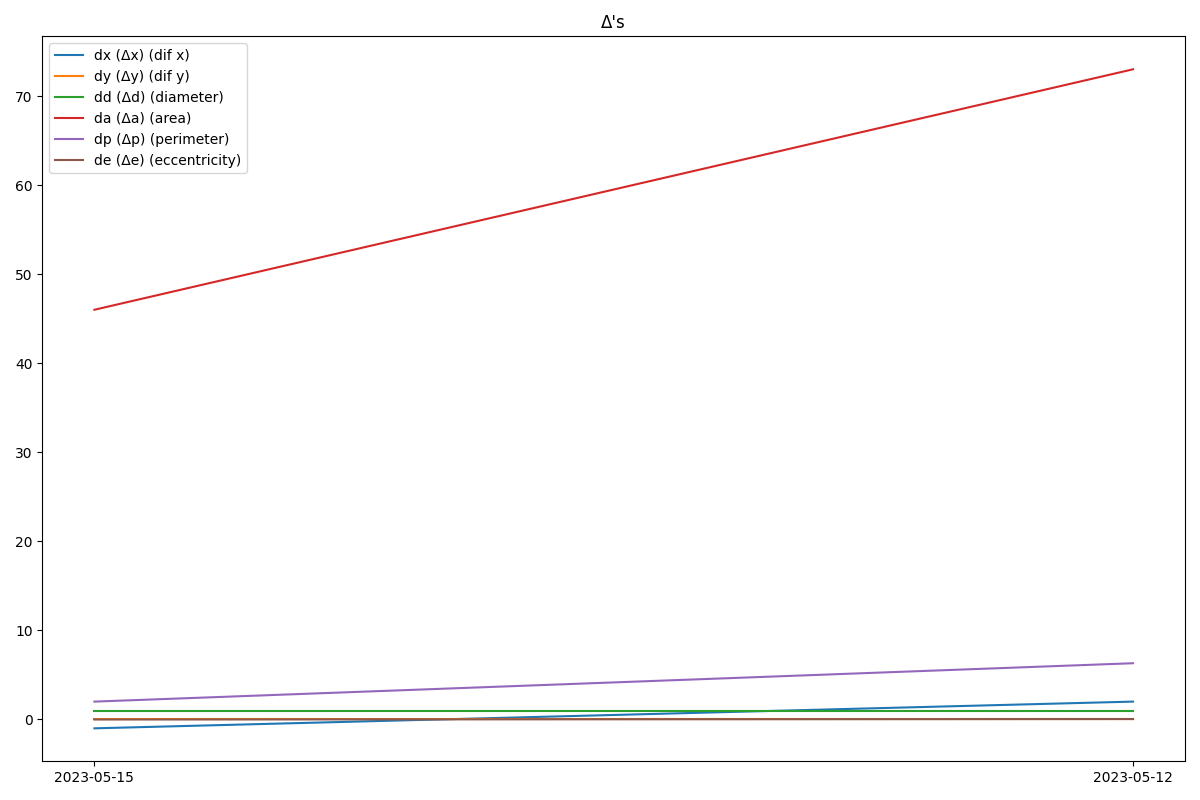 Δ's
dx (Δx) (dif x)
dy (Δy) (dif y)
dd (Δd) (diameter)
da (Δa) (area)
dp (Δp) (perimeter)
de (Δe) (eccentricity)
70
60
50
40
30
20
10
0
2023-05-15 2023-05-12